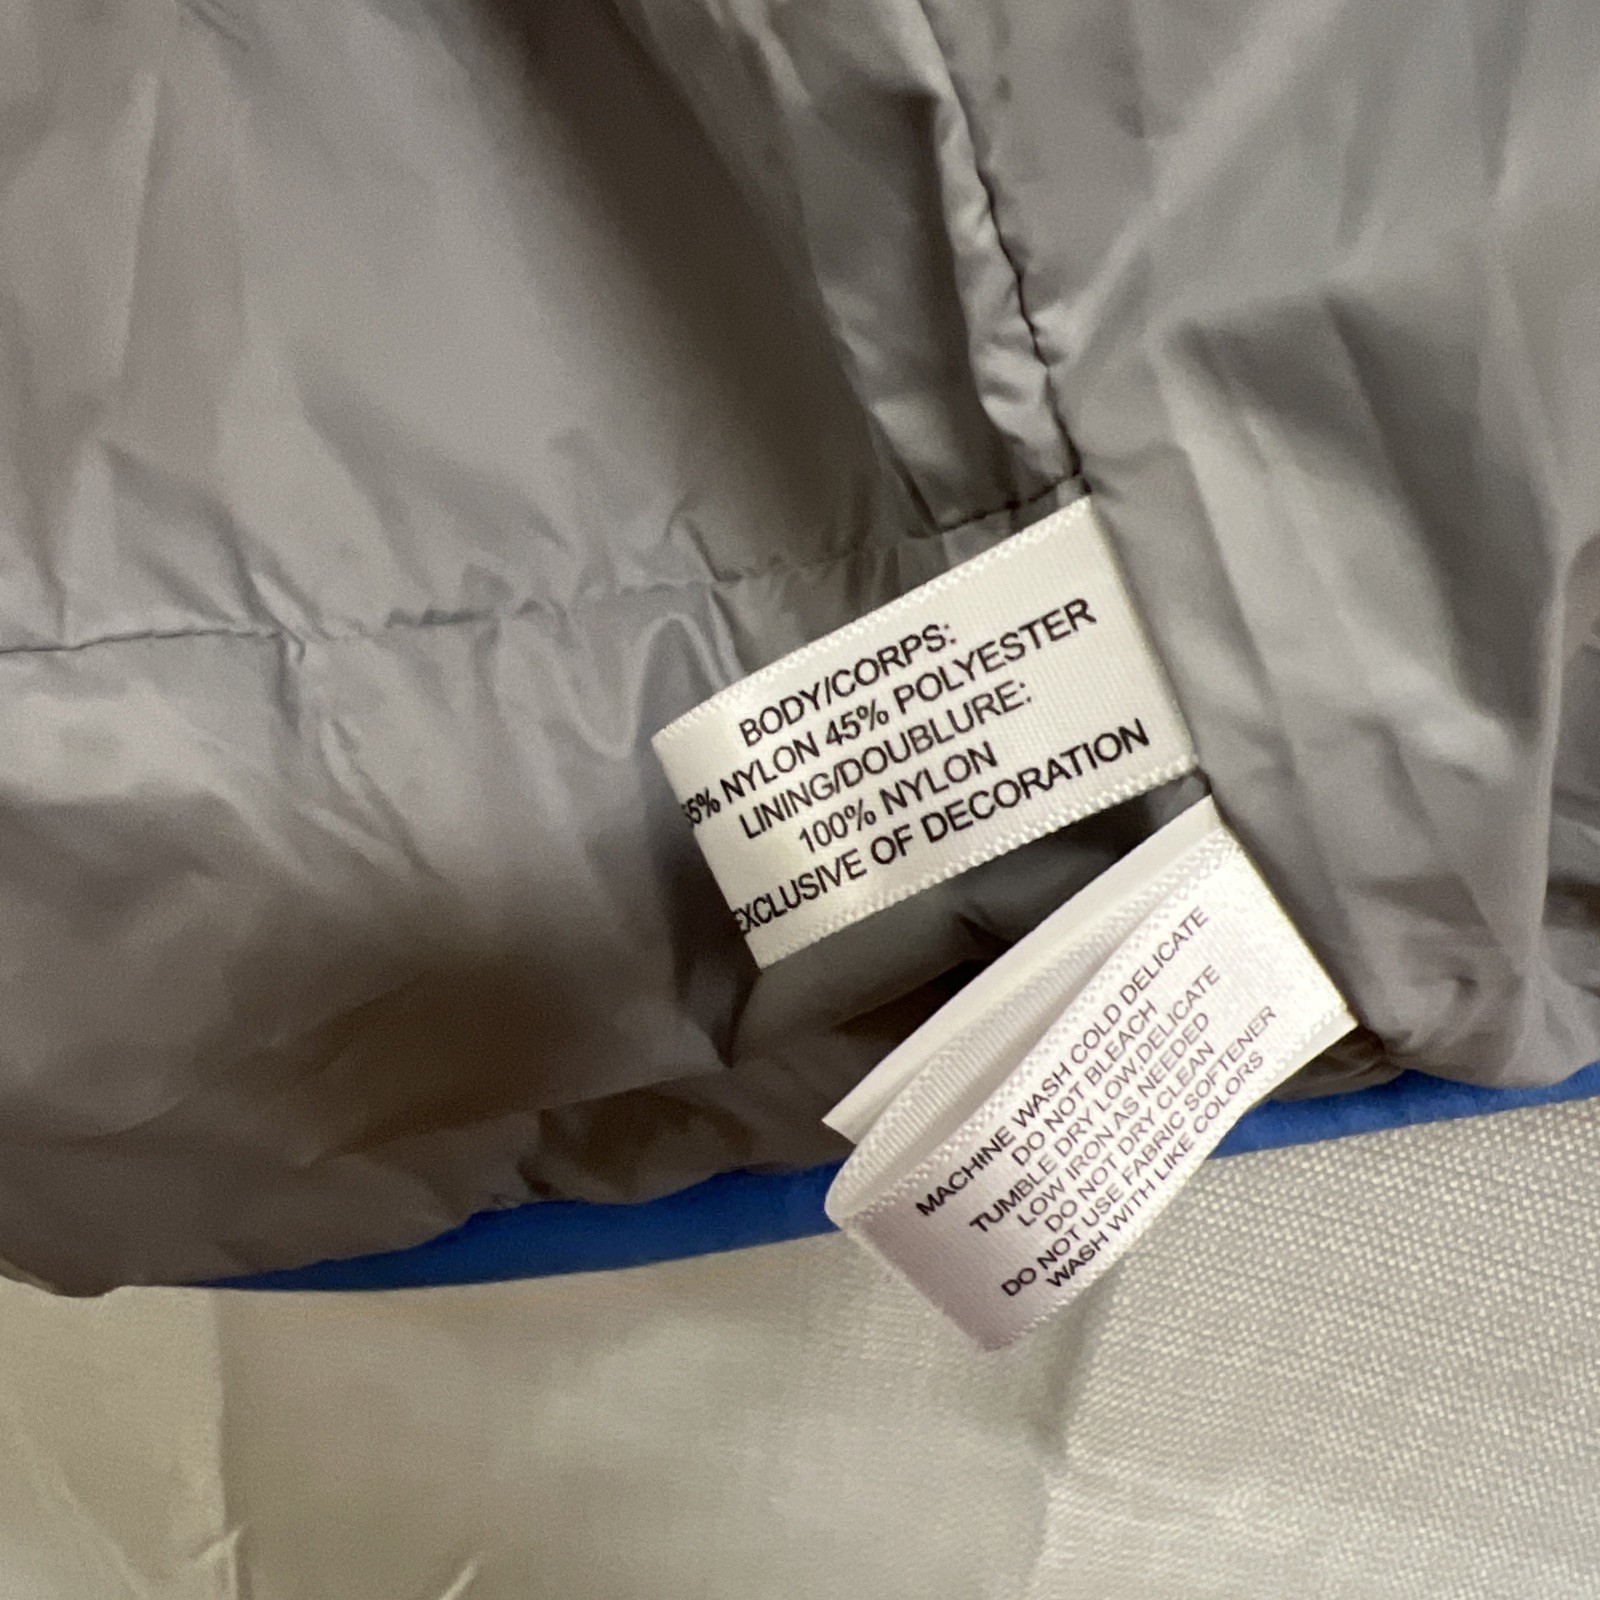 BODY/CORPS:
55% NYLON 45% POLYESTER
LINING/DOUBLURE:
100% NYLON
EXCLUSIVE OF DECORATION
MACHINE WASH COLD DELICATE
DO NOT BLEACH
TUMBLE DRY LOW,DELICATE
LOW IRON AS NEEDED
DO NOT DRY CLEAN
DO NOT USE FABRIC SOFTENER
WASH WITH LIKE COLORS